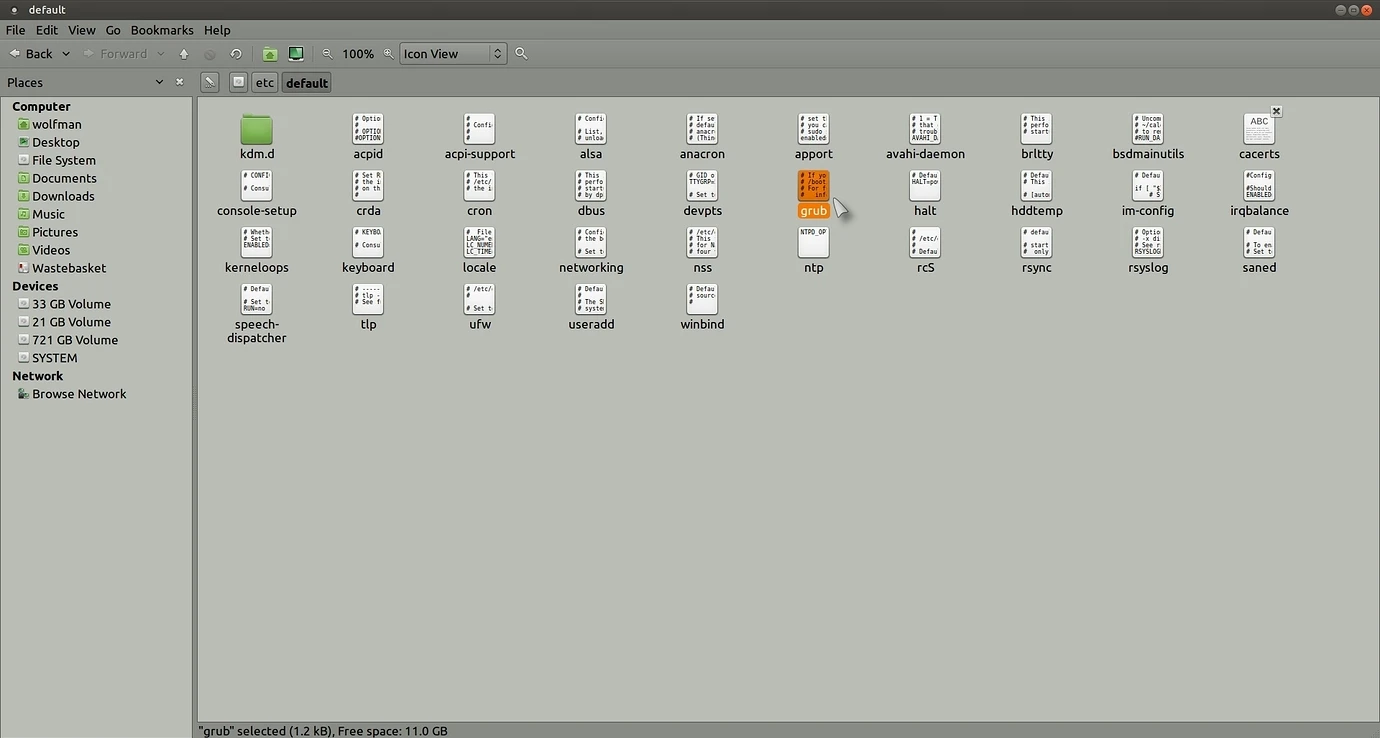 default
File Edit View Go Bookmarks Help
Back Forward 100% Icon View
Places etc default
Computer
wolfman
Desktop
File System
Documents
Downloads
Music
Pictures
Videos
Wastebasket
Devices
33 GB Volume
21 GB Volume
721 GB Volume
SYSTEM
Network
Browse Network
kdm.d acpid acpi-support alsa anacron apport avahi-daemon brltty bsdmainutils cacerts
console-setup crda cron dbus devpts grub halt hddtemp im-config irqbalance
kerneloops keyboard locale networking nss ntp rcS rsync rsyslog saned
speech-dispatcher tlp ufw useradd winbind
"grub" selected (1.2 kB), Free space: 11.0 GB